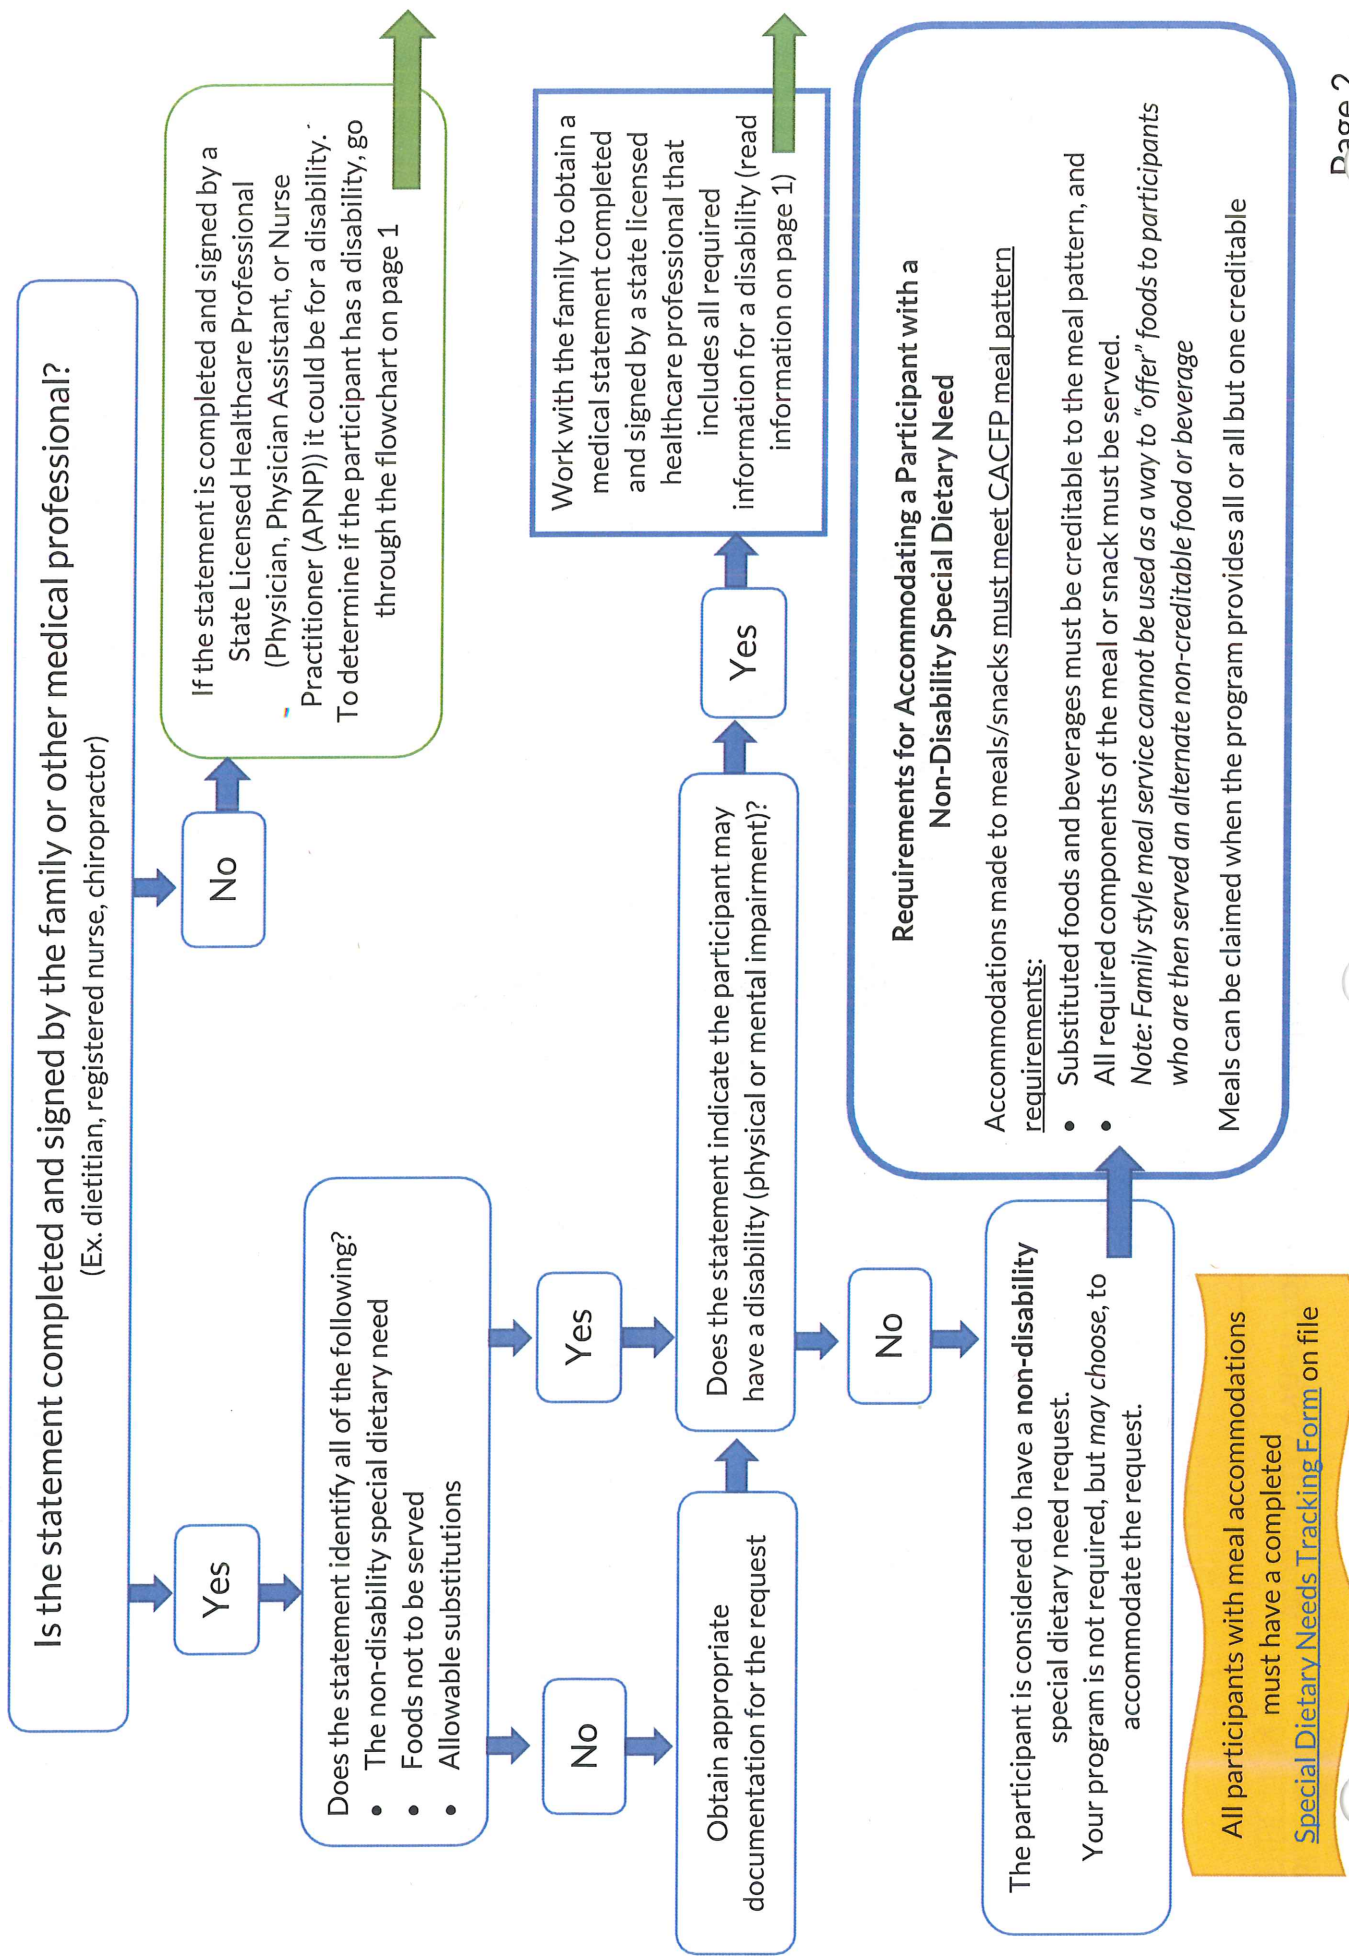 Is the statement completed and signed by the family or other medical professional?
(Ex. dietitian, registered nurse, chiropractor)
Yes
No
If the statement is completed and signed by a
State Licensed Healthcare Professional
(Physician, Physician Assistant, or Nurse
Practitioner (APNP)) it could be for a disability.
To determine if the participant has a disability, go
through the flowchart on page 1
Does the statement identify all of the following?
• The non-disability special dietary need
• Foods not to be served
• Allowable substitutions
No
Yes
Obtain appropriate
documentation for the request
Does the statement indicate the participant may
have a disability (physical or mental impairment)?
Yes
Work with the family to obtain a
medical statement completed
and signed by a state licensed
healthcare professional that
includes all required
information for a disability (read
information on page 1)
No
The participant is considered to have a non-disability
special dietary need request.
Your program is not required, but may choose, to
accommodate the request.
Requirements for Accommodating a Participant with a
Non-Disability Special Dietary Need
Accommodations made to meals/snacks must meet CACFP meal pattern
requirements:
• Substituted foods and beverages must be creditable to the meal pattern, and
• All required components of the meal or snack must be served.
Note: Family style meal service cannot be used as a way to "offer" foods to participants
who are then served an alternate non-creditable food or beverage
Meals can be claimed when the program provides all or all but one creditable
All participants with meal accommodations
must have a completed
Special Dietary Needs Tracking Form on file
Page 2